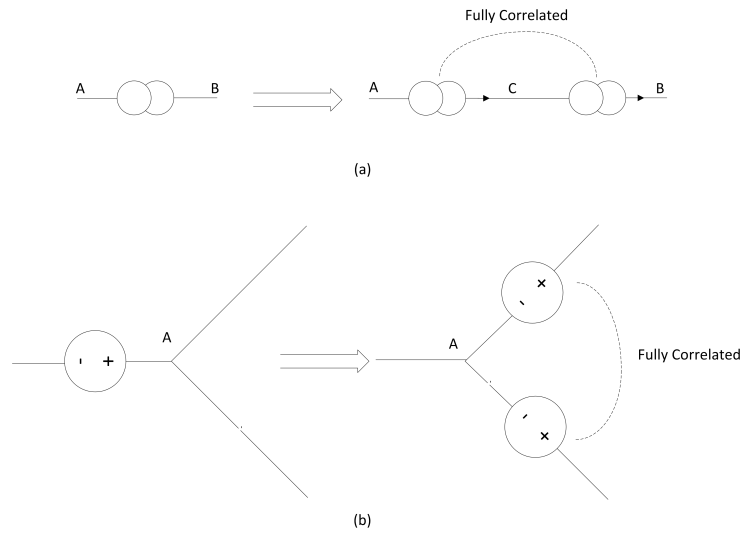 Fully Correlated
A B A C B
(a)
- + A
A
Fully Correlated
(b)